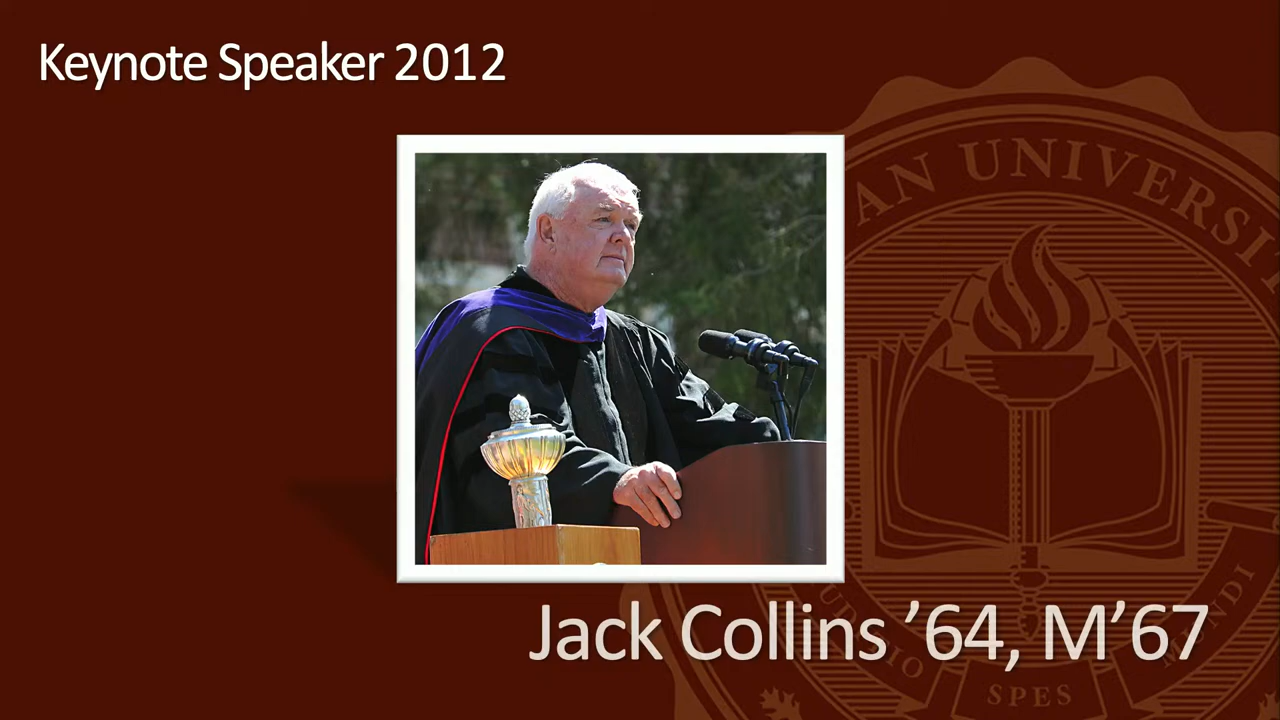 Keynote Speaker 2012
AN UNIVERSI
Jack Collins ’64, M’67
SPES